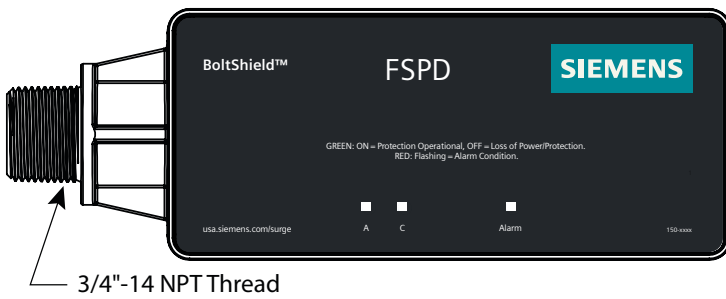 BoltShield™
FSPD
SIEMENS
GREEN: ON = Protection Operational, OFF = Loss of Power/Protection.
RED: Flashing = Alarm Condition.
usa.siemens.com/surge
A
C
Alarm
150-xxxx
3/4"-14 NPT Thread